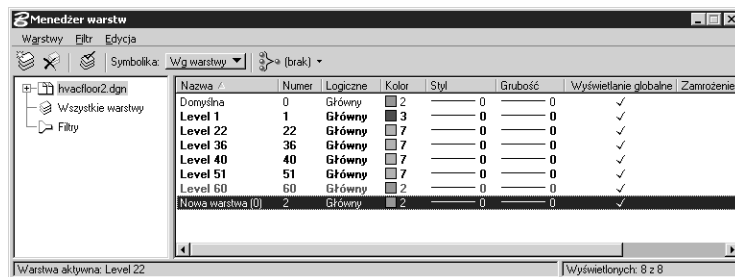 Menedżer warstw
Warstwy Filtr Edycja
Symbolika: Wg warstwy (brak)
hvacfloor2.dgn
Wszystkie warstwy
Filtry
Nazwa Numer Logiczne Kolor Styl Grubość Wyświetlanie globalne Zamrożenie
Domyślna 0 Główny 2 0 0
Level 1 1 Główny 3 0 0
Level 22 22 Główny 7 0 0
Level 36 36 Główny 7 0 0
Level 40 40 Główny 7 0 0
Level 51 51 Główny 7 0 0
Level 60 60 Główny 2 0 0
Nowa warstwa (0) 2 Główny 2 0 0
Warstwa aktywna: Level 22
Wyświetlonych: 8 z 8